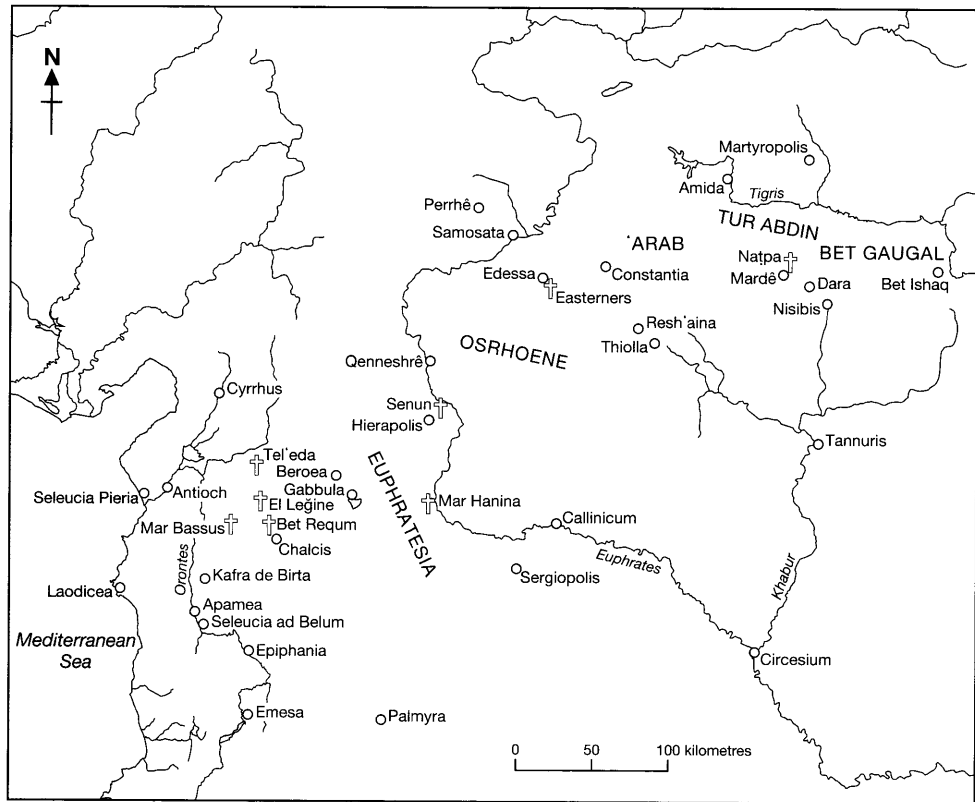 N
Martyropolis
Amida
Tigris
Perrhê
TUR ABDIN
Samosata
ʿARAB
Naṭpa
BET GAUGAL
Edessa
Constantia
Mardê
Dara
Bet Ishaq
Easterners
Nisibis
Resh'aina
OSRHOENE
Thiolla
Qenneshrê
Cyrrhus
Senun
Hierapolis
Tannuris
Tel'eda
Beroea
EUPHRATESIA
Seleucia Pieria
Antioch
Gabbula
El Leǧine
Mar Hanina
Mar Bassus
Bet Requm
Callinicum
Chalcis
Euphrates
Khabur
Sergiopolis
Orontes
Kafra de Birta
Laodicea
Apamea
Seleucia ad Belum
Mediterranean
Sea
Epiphania
Circesium
Emesa
Palmyra
0 50 100 kilometres